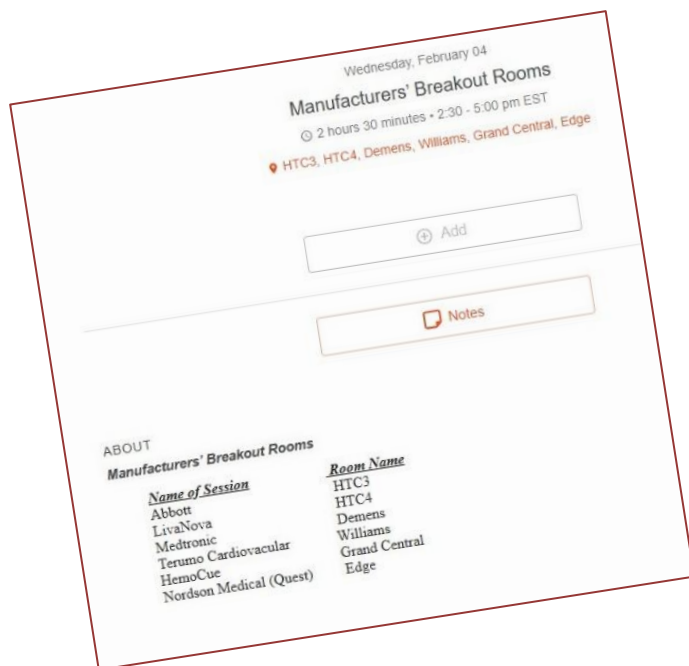 Wednesday, February 04
Manufacturers' Breakout Rooms
2 hours 30 minutes • 2:30 - 5:00 pm EST
HTC3, HTC4, Demens, Williams, Grand Central, Edge
Add
Notes
ABOUT
Manufacturers' Breakout Rooms
Name of Session Room Name
Abbott HTC3
LivaNova HTC4
Medtronic Demens
Terumo Cardiovascular Williams
HemoCue Grand Central
Nordson Medical (Quest) Edge